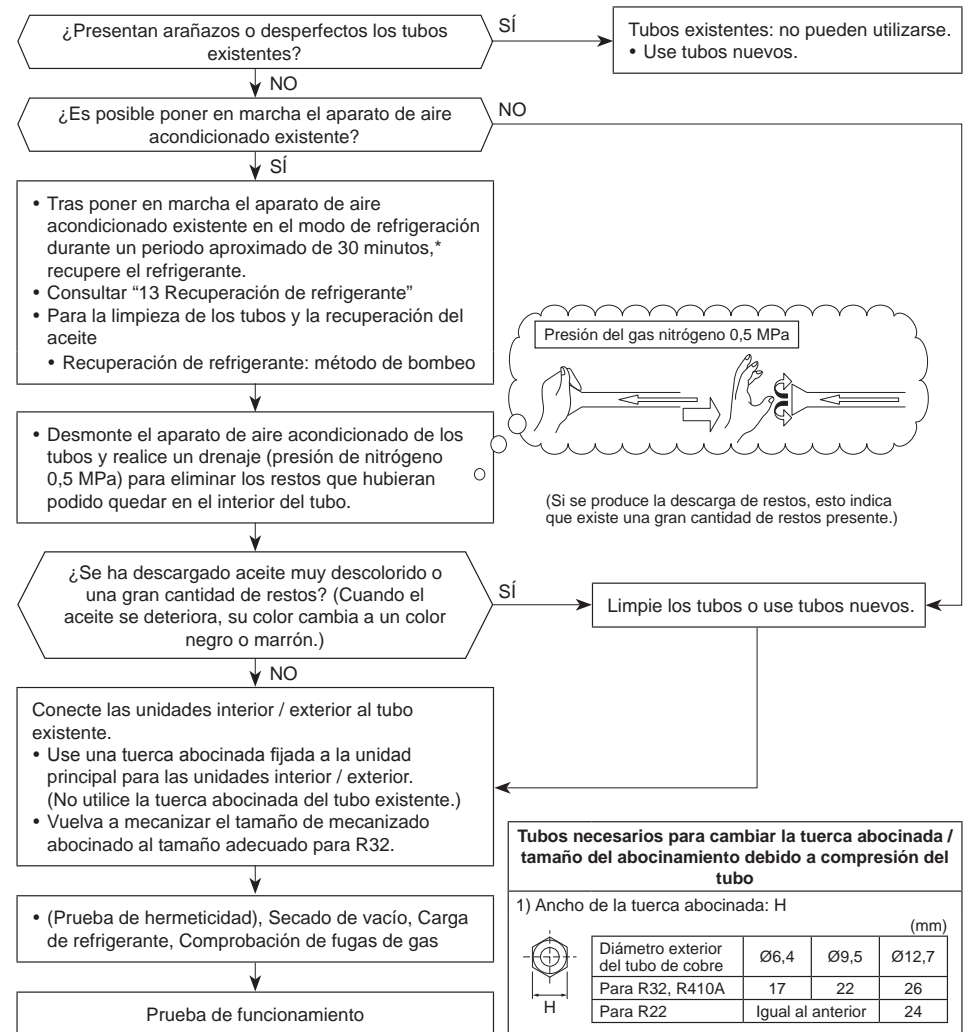 ¿Presentan arañazos o desperfectos los tubos
existentes?
SÍ
Tubos existentes: no pueden utilizarse.
• Use tubos nuevos.
NO
¿Es posible poner en marcha el aparato de aire
acondicionado existente?
NO
SÍ
• Tras poner en marcha el aparato de aire
acondicionado existente en el modo de refrigeración
durante un periodo aproximado de 30 minutos,*
recupere el refrigerante.
• Consultar “13 Recuperación de refrigerante”
• Para la limpieza de los tubos y la recuperación del
aceite
• Recuperación de refrigerante: método de bombeo
Presión del gas nitrógeno 0,5 MPa
• Desmonte el aparato de aire acondicionado de los
tubos y realice un drenaje (presión de nitrógeno
0,5 MPa) para eliminar los restos que hubieran
podido quedar en el interior del tubo.
(Si se produce la descarga de restos, esto indica
que existe una gran cantidad de restos presente.)
¿Se ha descargado aceite muy descolorido o
una gran cantidad de restos? (Cuando el
aceite se deteriora, su color cambia a un color
negro o marrón.)
SÍ
Limpie los tubos o use tubos nuevos.
NO
Conecte las unidades interior / exterior al tubo
existente.
• Use una tuerca abocinada fijada a la unidad
principal para las unidades interior / exterior.
(No utilice la tuerca abocinada del tubo existente.)
• Vuelva a mecanizar el tamaño de mecanizado
abocinado al tamaño adecuado para R32.
• (Prueba de hermeticidad), Secado de vacío, Carga
de refrigerante, Comprobación de fugas de gas
Prueba de funcionamiento
Tubos necesarios para cambiar la tuerca abocinada /
tamaño del abocinamiento debido a compresión del
tubo
1) Ancho de la tuerca abocinada: H
(mm)
H
Diámetro exterior
del tubo de cobre
Ø6,4 Ø9,5 Ø12,7
Para R32, R410A 17 22 26
Para R22 Igual al anterior 24